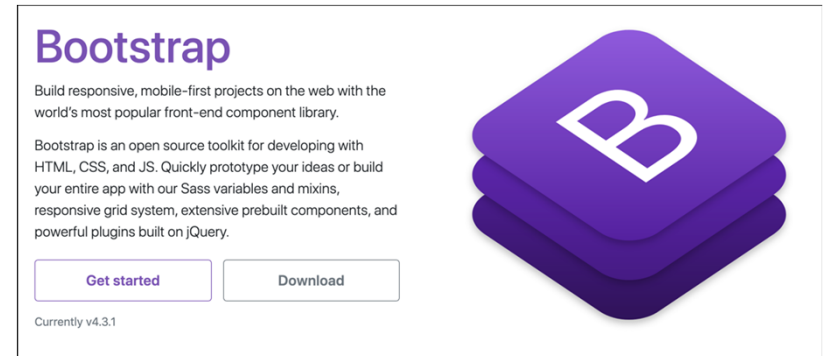 Bootstrap
Build responsive, mobile-first projects on the web with the
world's most popular front-end component library.
Bootstrap is an open source toolkit for developing with
HTML, CSS, and JS. Quickly prototype your ideas or build
your entire app with our Sass variables and mixins,
responsive grid system, extensive prebuilt components, and
powerful plugins built on jQuery.
Get started
Download
Currently v4.3.1
B